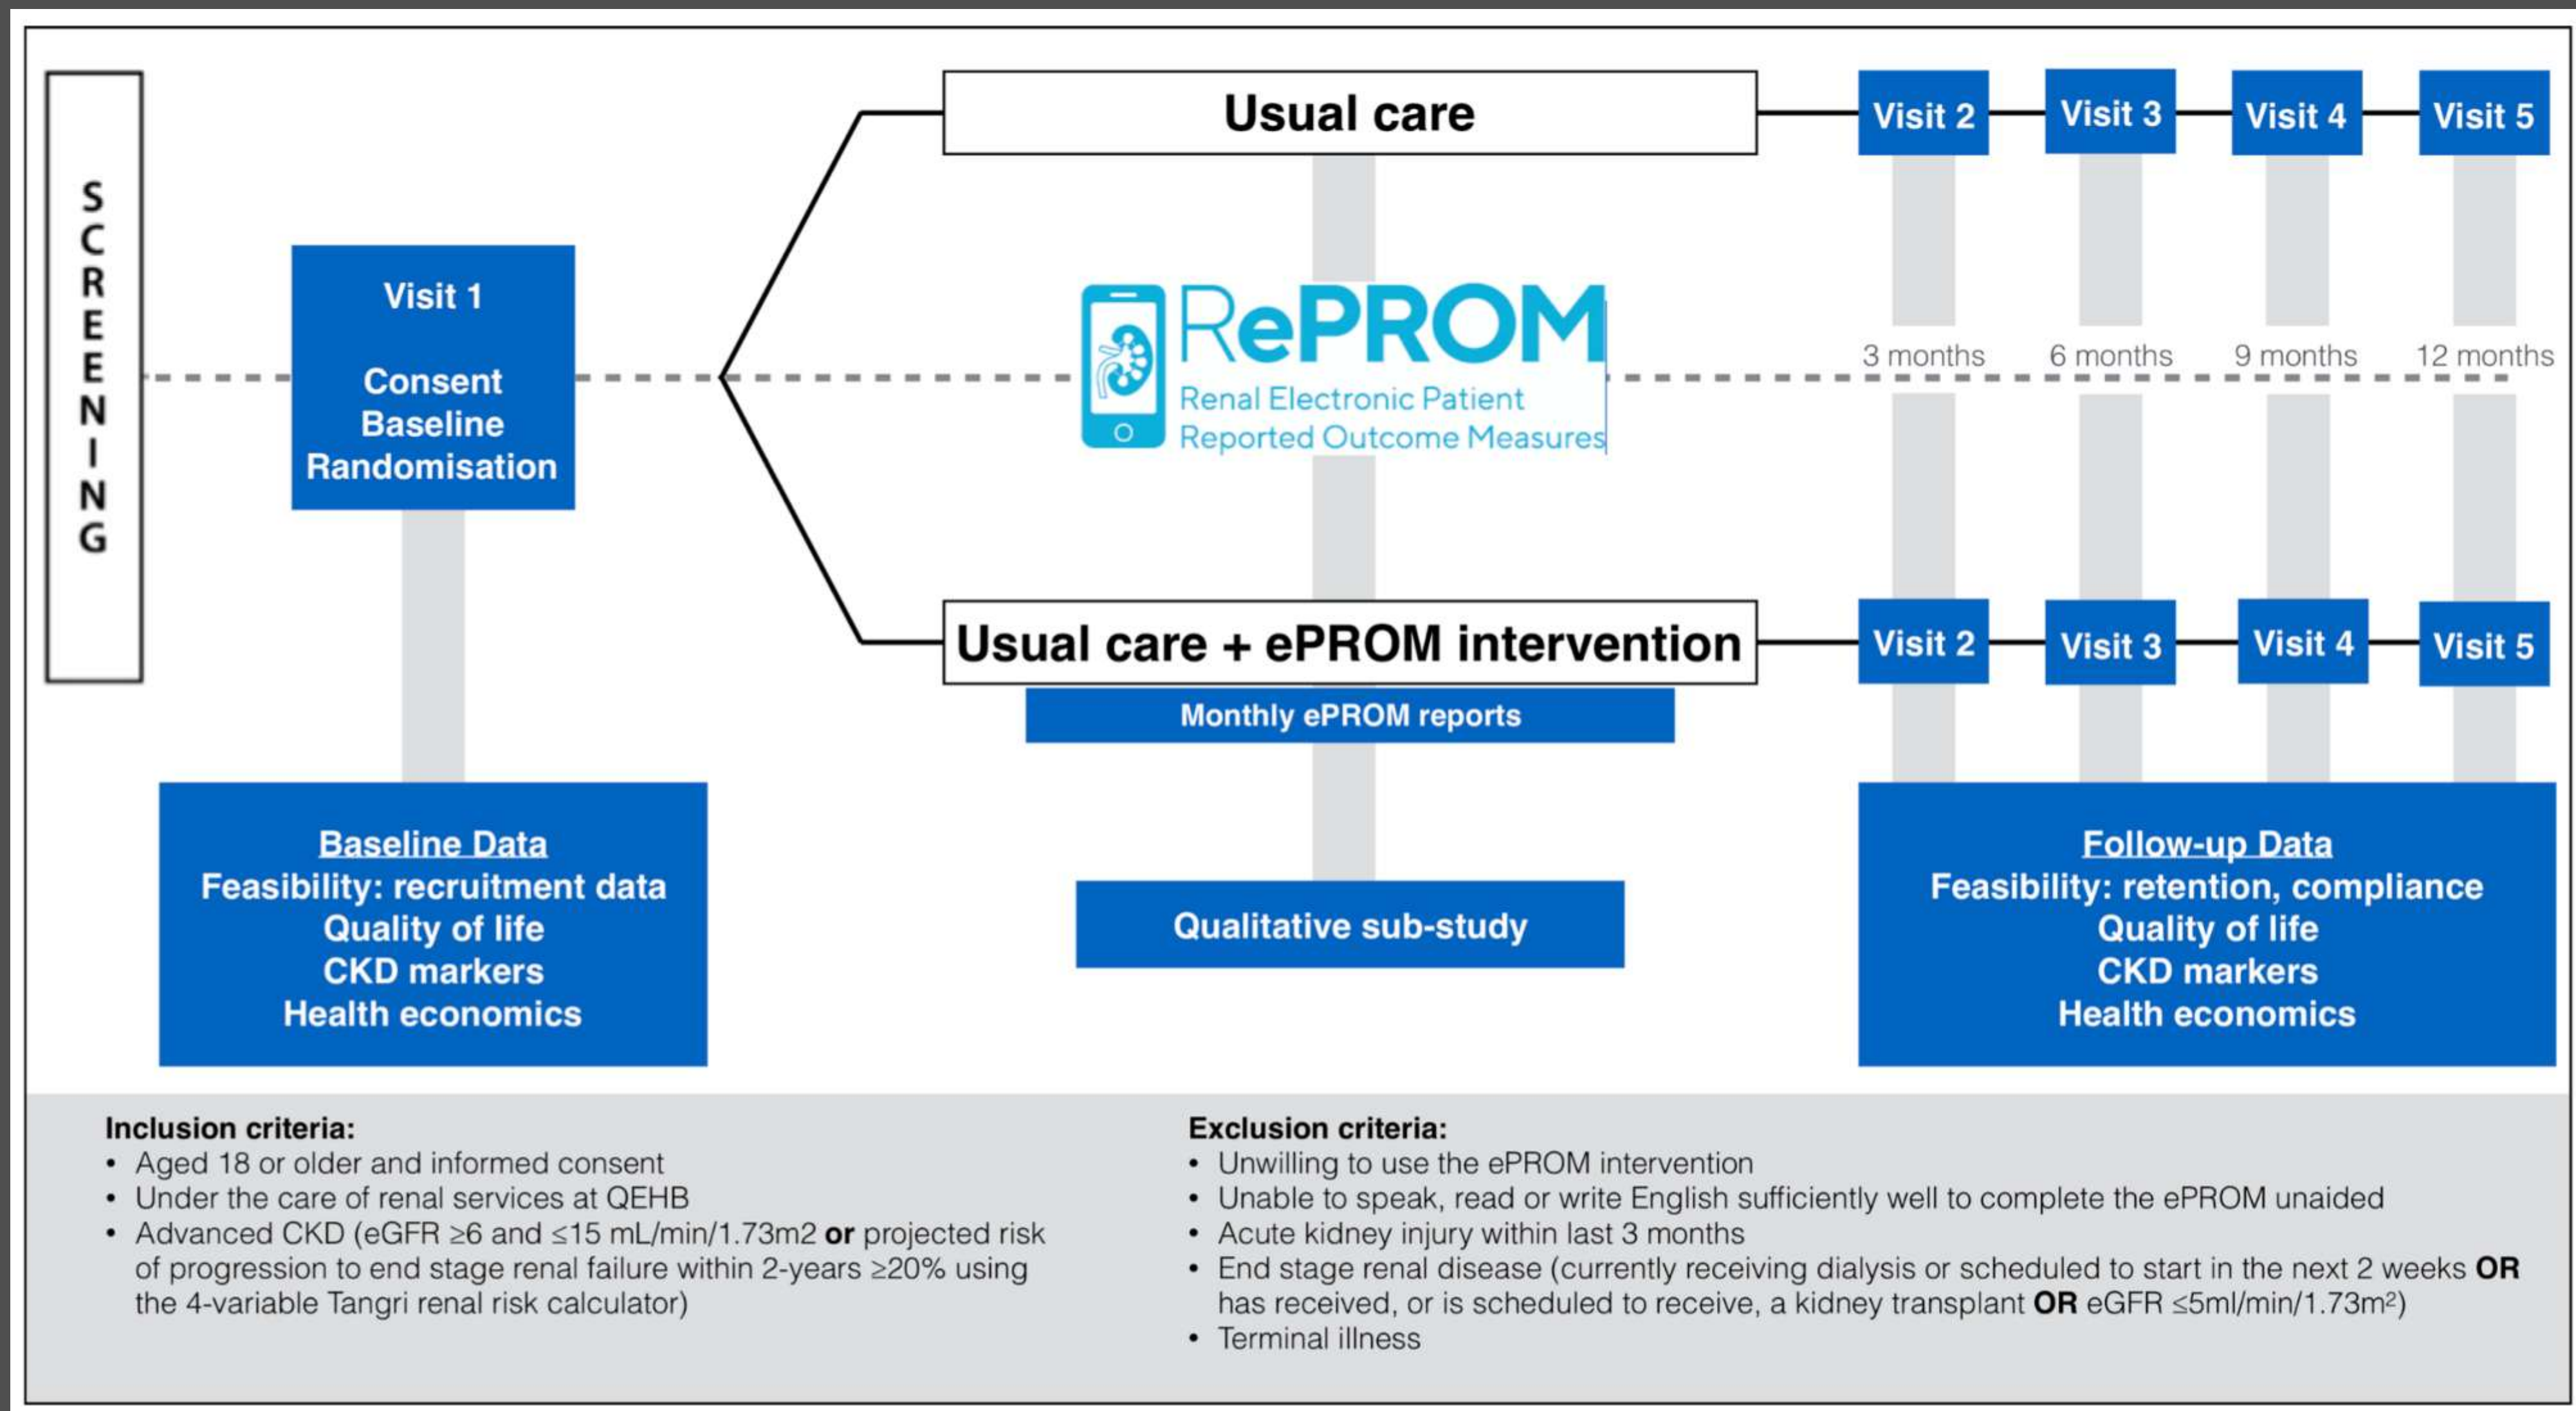 SCREENING
Visit 1
Consent
Baseline
Randomisation
Usual care
Visit 2
Visit 3
Visit 4
Visit 5
RePROM
Renal Electronic Patient
Reported Outcome Measures
3 months
6 months
9 months
12 months
Usual care + ePROM intervention
Visit 2
Visit 3
Visit 4
Visit 5
Monthly ePROM reports
Qualitative sub-study
Baseline Data
Feasibility: recruitment data
Quality of life
CKD markers
Health economics
Follow-up Data
Feasibility: retention, compliance
Quality of life
CKD markers
Health economics
Inclusion criteria:
• Aged 18 or older and informed consent
• Under the care of renal services at QEHB
• Advanced CKD (eGFR ≥6 and ≤15 mL/min/1.73m2 or projected risk
of progression to end stage renal failure within 2-years ≥20% using
the 4-variable Tangri renal risk calculator)
Exclusion criteria:
• Unwilling to use the ePROM intervention
• Unable to speak, read or write English sufficiently well to complete the ePROM unaided
• Acute kidney injury within last 3 months
• End stage renal disease (currently receiving dialysis or scheduled to start in the next 2 weeks OR
has received, or is scheduled to receive, a kidney transplant OR eGFR ≤5ml/min/1.73m²)
• Terminal illness